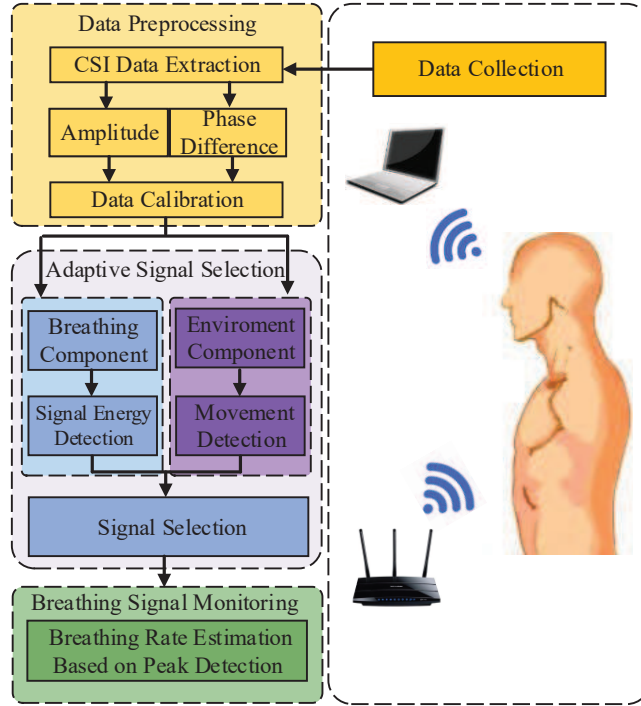 Data Preprocessing
CSI Data Extraction
Data Collection
Amplitude
Phase
Difference
Data Calibration
Adaptive Signal Selection
Breathing
Component
Enviroment
Component
Signal Energy
Detection
Movement
Detection
Signal Selection
Breathing Signal Monitoring
Breathing Rate Estimation
Based on Peak Detection